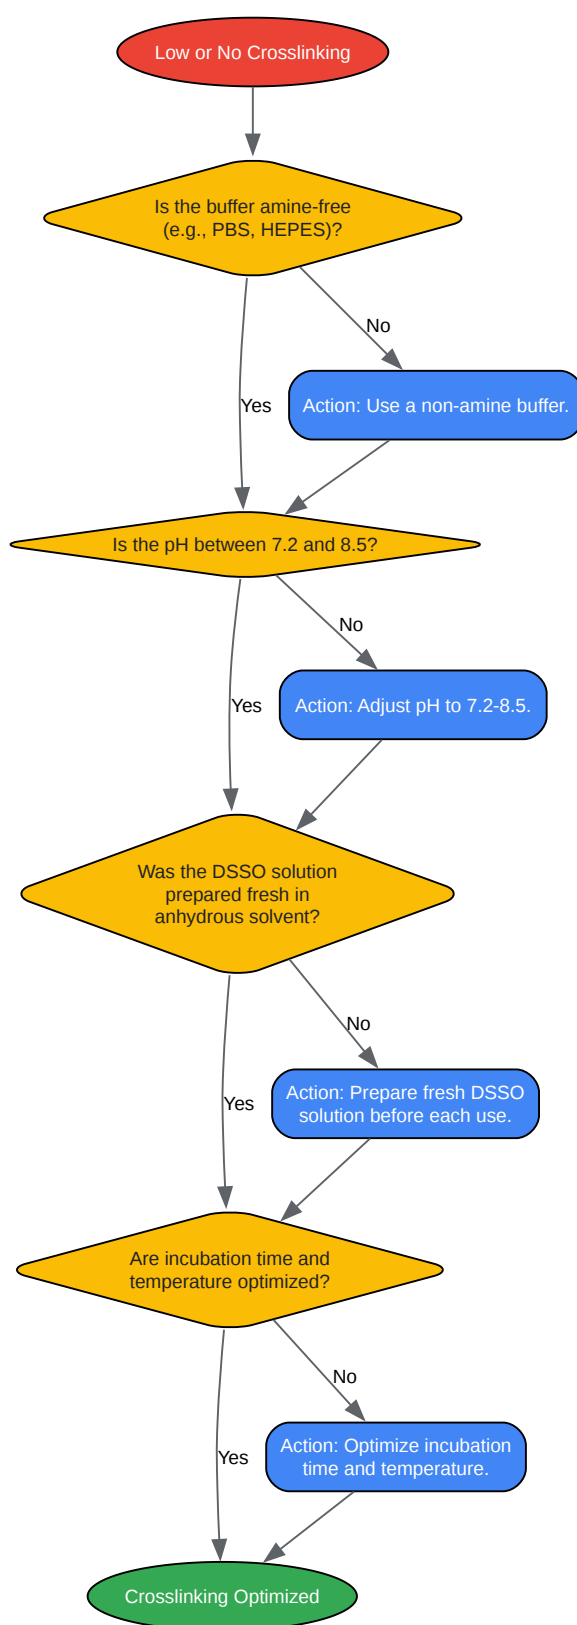 Low or No Crosslinking
Is the buffer amine-free
(e.g., PBS, HEPES)?
No
Yes
Action: Use a non-amine buffer.
Is the pH between 7.2 and 8.5?
No
Yes
Action: Adjust pH to 7.2-8.5.
Was the DSSO solution
prepared fresh in
anhydrous solvent?
No
Yes
Action: Prepare fresh DSSO
solution before each use.
Are incubation time and
temperature optimized?
No
Yes
Action: Optimize incubation
time and temperature.
Crosslinking Optimized